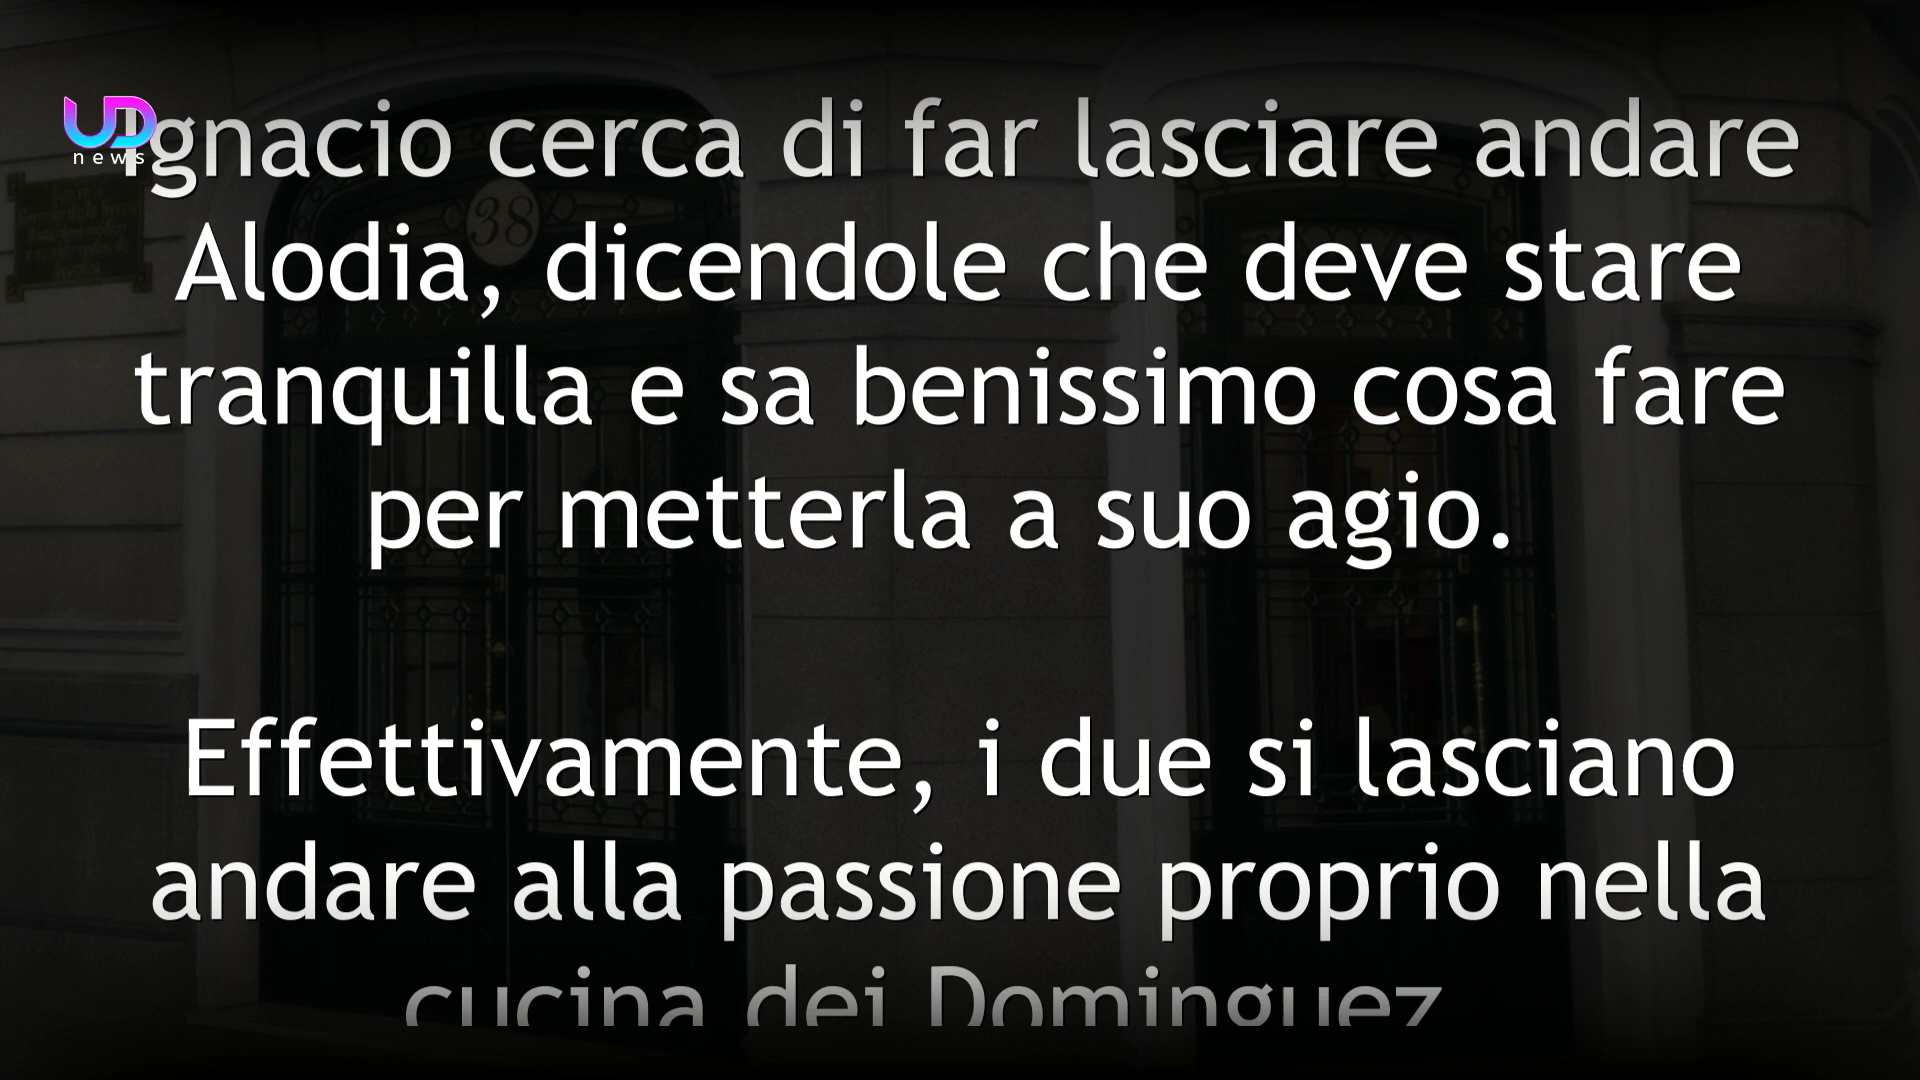 UD
news
Ignacio cerca di far lasciare andare
Alodia, dicendole che deve stare
tranquilla e sa benissimo cosa fare
per metterla a suo agio.
Effettivamente, i due si lasciano
andare alla passione proprio nella
cucina dei Dominguez
38